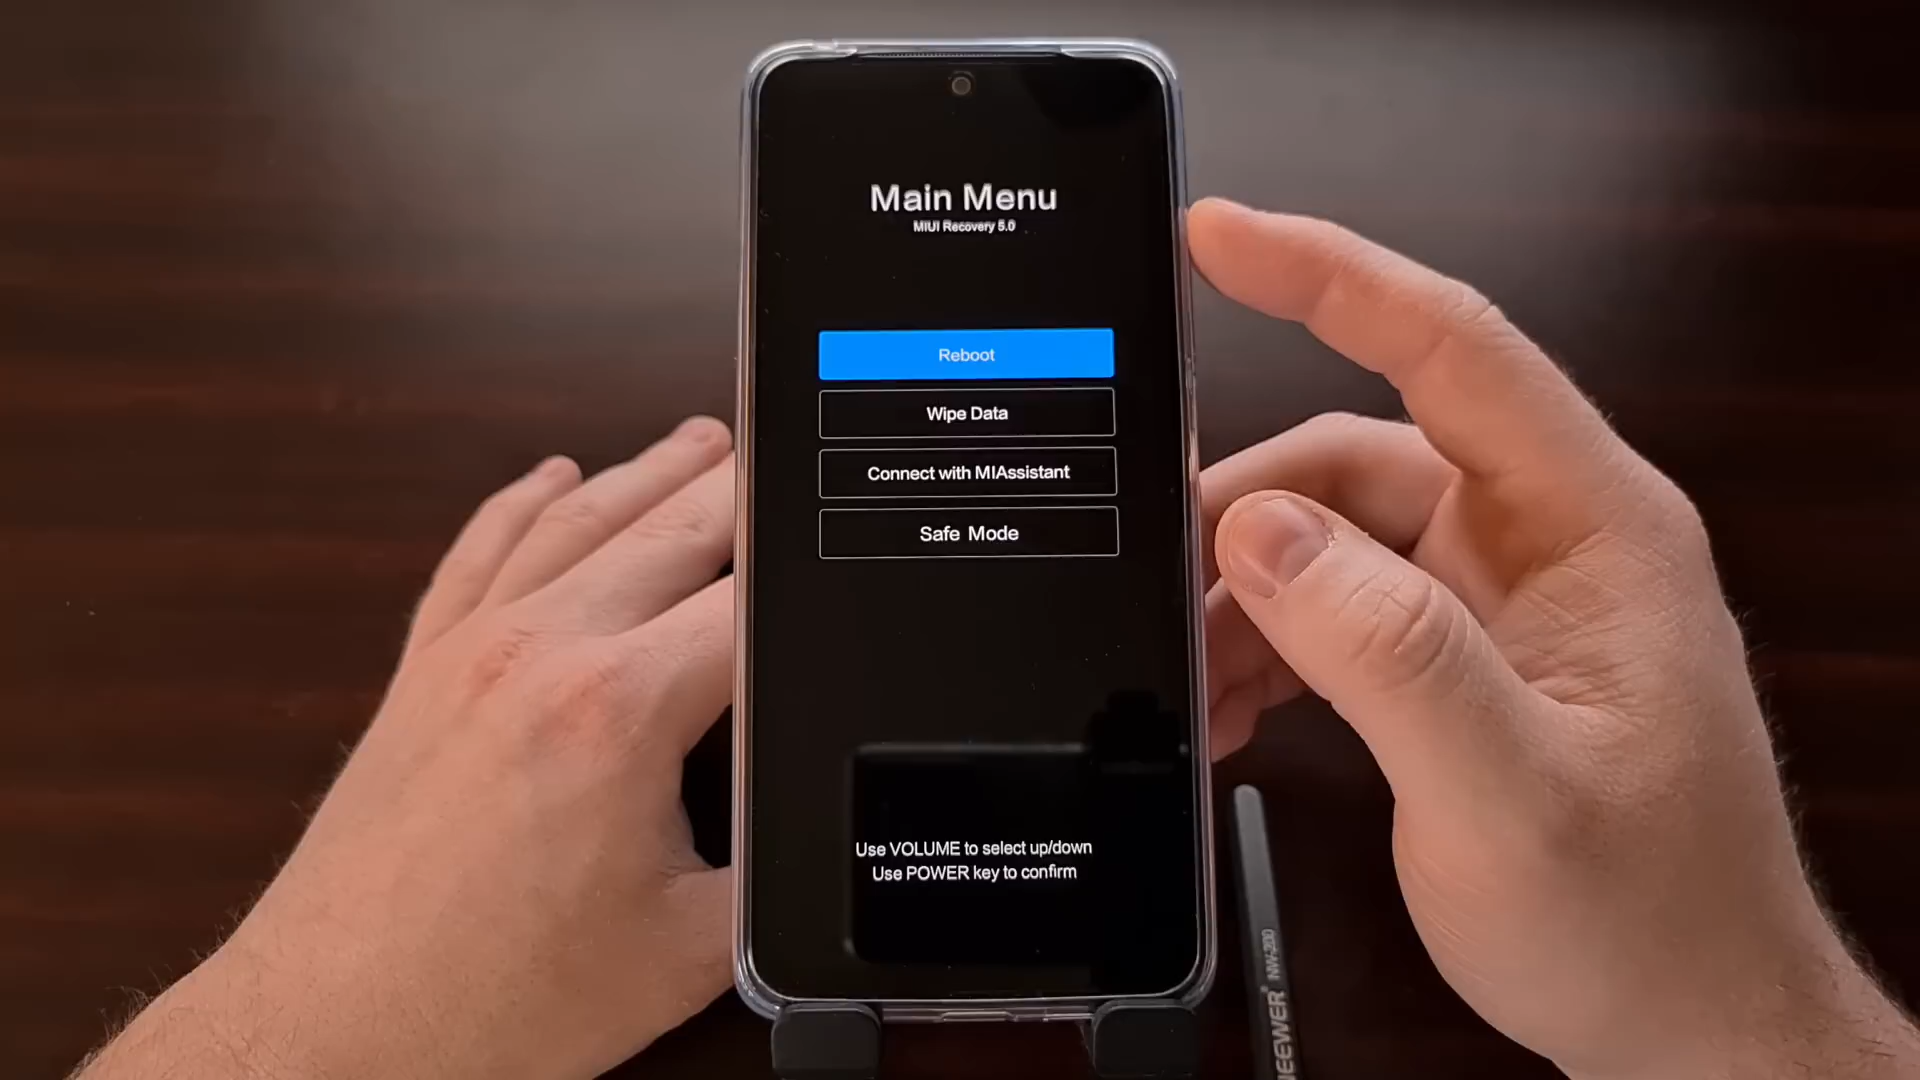 Main Menu
MIUI Recovery 5.0
Reboot
Wipe Data
Connect with MIAssistant
Safe Mode
Use VOLUME to select up/down
Use POWER key to confirm
NEEWER® NW-200